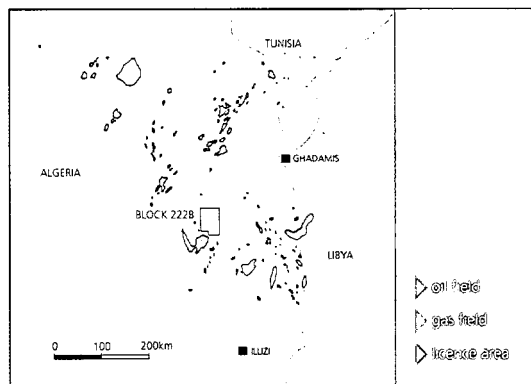 TUNISIA
GHADAMIS
ALGERIA
BLOCK 222B
LIBYA
oil field
gas field
licence area
0 100 200km
ILLIZI